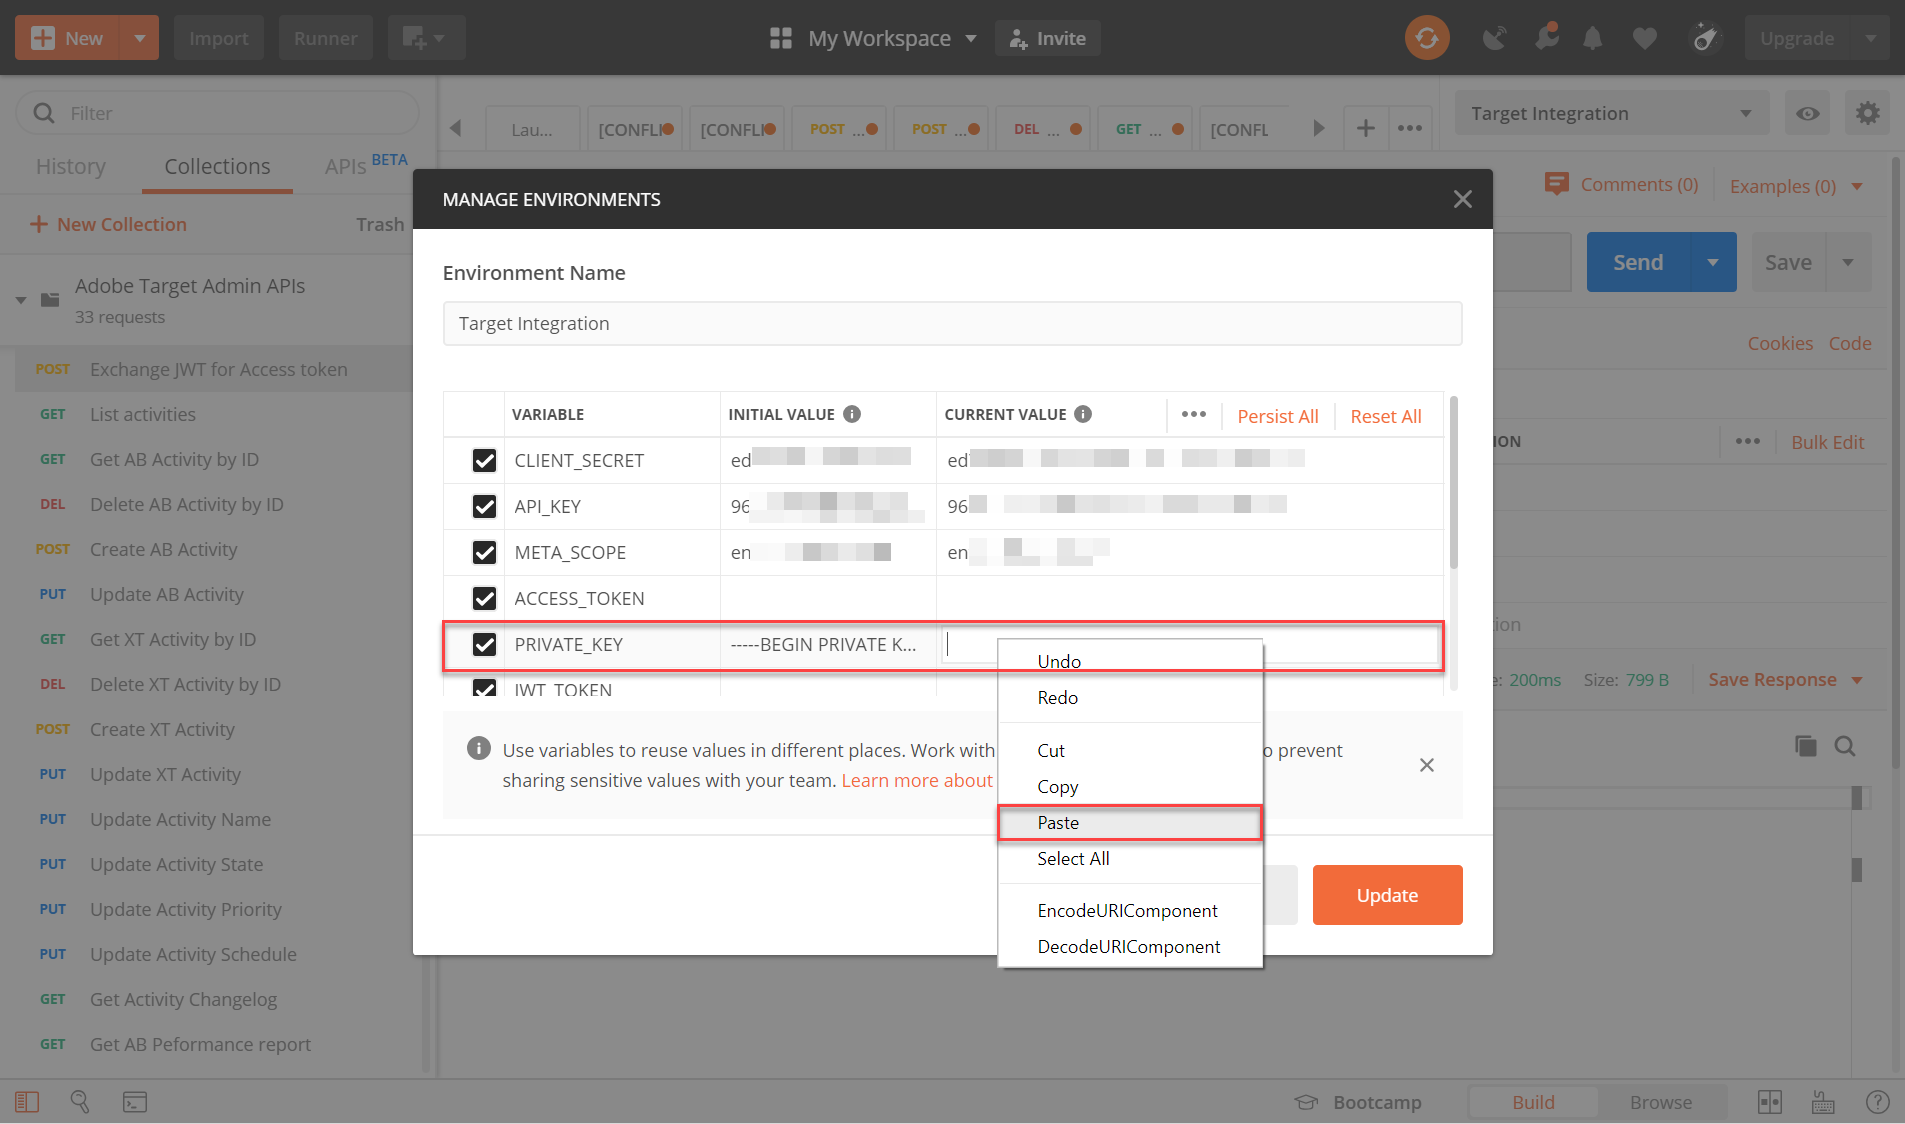 New Import Runner My Workspace Invite Upgrade
Filter
History Collections APIs BETA
New Collection Trash
Adobe Target Admin APIs
33 requests
POST Exchange JWT for Access token
GET List activities
GET Get AB Activity by ID
DEL Delete AB Activity by ID
POST Create AB Activity
PUT Update AB Activity
GET Get XT Activity by ID
DEL Delete XT Activity by ID
POST Create XT Activity
PUT Update XT Activity
PUT Update Activity Name
PUT Update Activity State
PUT Update Activity Priority
PUT Update Activity Schedule
GET Get Activity Changelog
GET Get AB Peformance report
Lau... [CONFLI [CONFLI POST ... POST ... DEL ... GET ... [CONFL
Target Integration
Comments (0) Examples (0)
Send Save
Cookies Code
ION ••• Bulk Edit
tion
e: 200ms Size: 799 B Save Response
MANAGE ENVIRONMENTS
Environment Name
Target Integration
VARIABLE INITIAL VALUE CURRENT VALUE ••• Persist All Reset All
CLIENT_SECRET ed ed
API_KEY 96 96
META_SCOPE en en
ACCESS_TOKEN
PRIVATE_KEY -----BEGIN PRIVATE K...
JWT_TOKEN
Use variables to reuse values in different places. Work with o prevent
sharing sensitive values with your team. Learn more about
Undo
Redo
Cut
Copy
Paste
Select All
EncodeURIComponent
DecodeURIComponent
Update
Bootcamp Build Browse